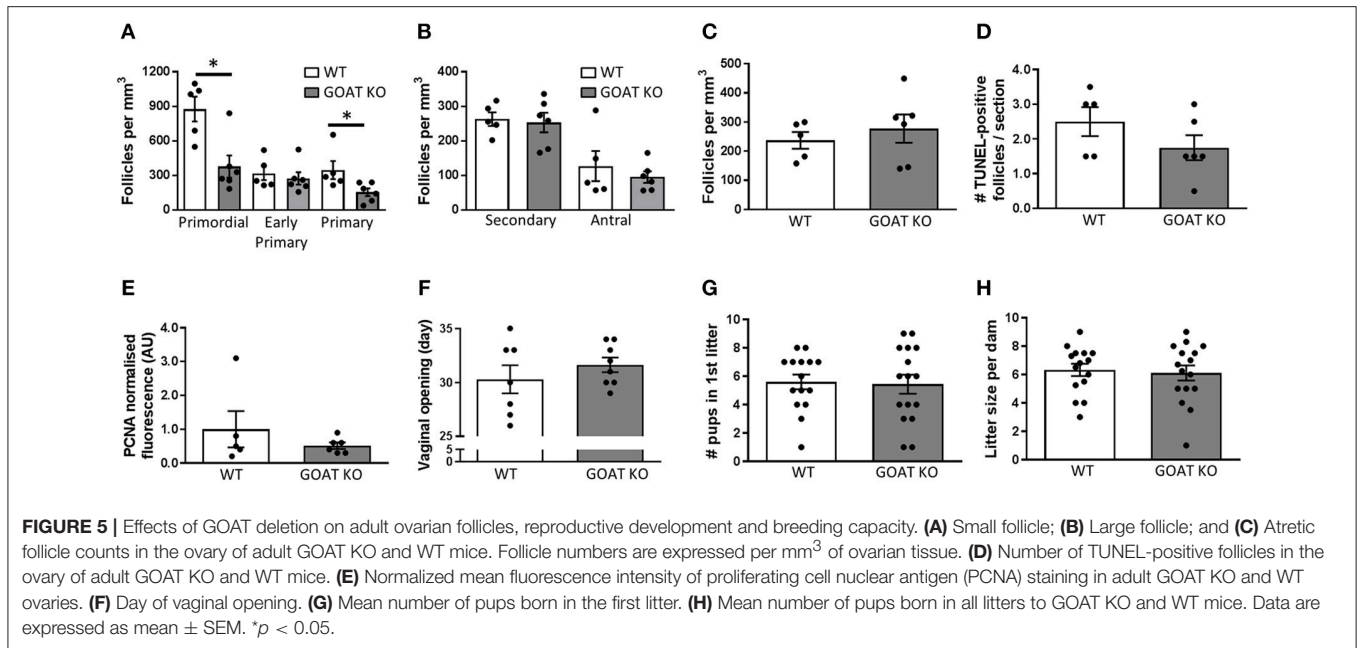 A
Follicles per mm³
1200
900
600
300
0
*
*
WT
GOAT KO
Primordial
Early Primary
Primary
B
Follicles per mm³
400
300
200
100
0
WT
GOAT KO
Secondary
Antral
C
Follicles per mm³
500
400
300
200
100
0
WT
GOAT KO
D
# TUNEL-positive
follicles / section
4.0
3.0
2.0
1.0
0.0
WT
GOAT KO
E
PCNA normalised
fluorescence (AU)
4.0
3.0
2.0
1.0
0.0
WT
GOAT KO
F
Vaginal opening (day)
35
30
25
5
0
WT
GOAT KO
G
# pups in 1st litter
10
8
6
4
2
0
WT
GOAT KO
H
Litter size per dam
10
8
6
4
2
0
WT
GOAT KO
FIGURE 5 | Effects of GOAT deletion on adult ovarian follicles, reproductive development and breeding capacity. (A) Small follicle; (B) Large follicle; and (C) Atretic
follicle counts in the ovary of adult GOAT KO and WT mice. Follicle numbers are expressed per mm³ of ovarian tissue. (D) Number of TUNEL-positive follicles in the
ovary of adult GOAT KO and WT mice. (E) Normalized mean fluorescence intensity of proliferating cell nuclear antigen (PCNA) staining in adult GOAT KO and WT
ovaries. (F) Day of vaginal opening. (G) Mean number of pups born in the first litter. (H) Mean number of pups born in all litters to GOAT KO and WT mice. Data are
expressed as mean ± SEM. *p < 0.05.